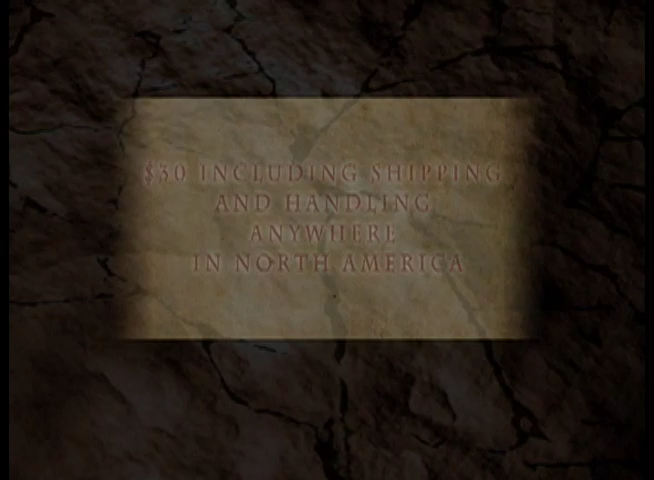 $30 INCLUDING SHIPPING
AND HANDLING
ANYWHERE
IN NORTH AMERICA